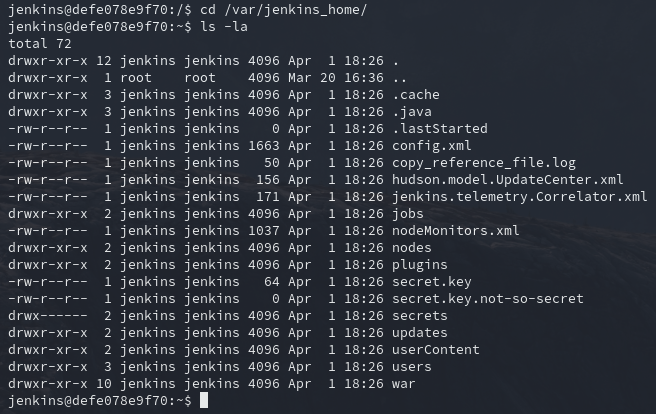 jenkins@defe078e9f70:/$ cd /var/jenkins_home/
jenkins@defe078e9f70:~$ ls -la
total 72
drwxr-xr-x 12 jenkins jenkins 4096 Apr  1 18:26 .
drwxr-xr-x  1 root    root    4096 Mar 20 16:36 ..
drwxr-xr-x  3 jenkins jenkins 4096 Apr  1 18:26 .cache
drwxr-xr-x  3 jenkins jenkins 4096 Apr  1 18:26 .java
-rw-r--r--  1 jenkins jenkins    0 Apr  1 18:26 .lastStarted
-rw-r--r--  1 jenkins jenkins 1663 Apr  1 18:26 config.xml
-rw-r--r--  1 jenkins jenkins   50 Apr  1 18:26 copy_reference_file.log
-rw-r--r--  1 jenkins jenkins  156 Apr  1 18:26 hudson.model.UpdateCenter.xml
-rw-r--r--  1 jenkins jenkins  171 Apr  1 18:26 jenkins.telemetry.Correlator.xml
drwxr-xr-x  2 jenkins jenkins 4096 Apr  1 18:26 jobs
-rw-r--r--  1 jenkins jenkins 1037 Apr  1 18:26 nodeMonitors.xml
drwxr-xr-x  2 jenkins jenkins 4096 Apr  1 18:26 nodes
drwxr-xr-x  2 jenkins jenkins 4096 Apr  1 18:26 plugins
-rw-r--r--  1 jenkins jenkins   64 Apr  1 18:26 secret.key
-rw-r--r--  1 jenkins jenkins    0 Apr  1 18:26 secret.key.not-so-secret
drwx------  2 jenkins jenkins 4096 Apr  1 18:26 secrets
drwxr-xr-x  2 jenkins jenkins 4096 Apr  1 18:26 updates
drwxr-xr-x  2 jenkins jenkins 4096 Apr  1 18:26 userContent
drwxr-xr-x  3 jenkins jenkins 4096 Apr  1 18:26 users
drwxr-xr-x 10 jenkins jenkins 4096 Apr  1 18:26 war
jenkins@defe078e9f70:~$